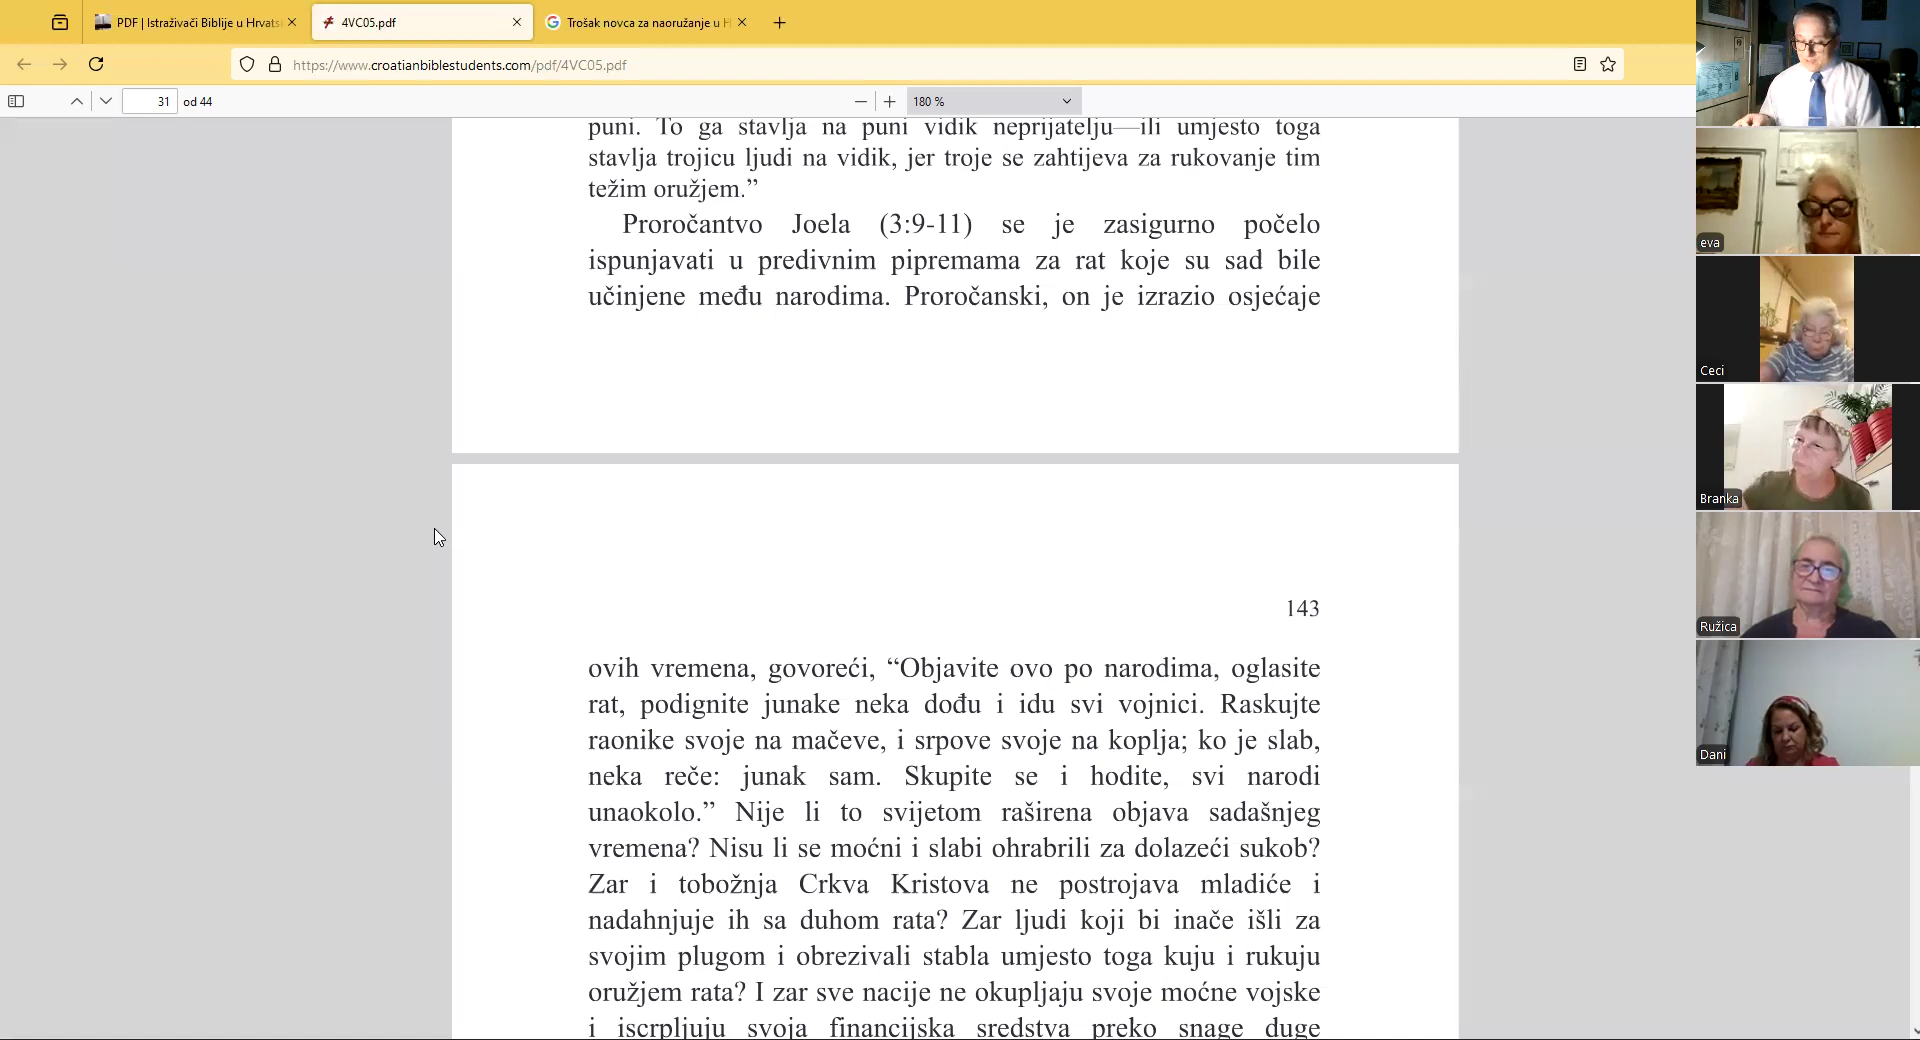 PDF | Istraživači Biblije u Hrvats
4VC05.pdf
Trošak novca za naoružanje u H
https://www.croatianbiblestudents.com/pdf/4VC05.pdf
31 od 44
180 %
puni. To ga stavlja na puni vidik neprijatelju—ili umjesto toga
stavlja trojicu ljudi na vidik, jer troje se zahtijeva za rukovanje tim
težim oružjem.”
Proročantvo Joela (3:9-11) se je zasigurno počelo
ispunjavati u predivnim pipremama za rat koje su sad bile
učinjene među narodima. Proročanski, on je izrazio osjećaje
143
ovih vremena, govoreći, “Objavite ovo po narodima, oglasite
rat, podignite junake neka dođu i idu svi vojnici. Raskujte
raonike svoje na mačeve, i srpove svoje na koplja; ko je slab,
neka reče: junak sam. Skupite se i hodite, svi narodi
unaokolo.” Nije li to svijetom raširena objava sadašnjeg
vremena? Nisu li se moćni i slabi ohrabrili za dolazeći sukob?
Zar i tobožnja Crkva Kristova ne postrojava mladiće i
nadahnjuje ih sa duhom rata? Zar ljudi koji bi inače išli za
svojim plugom i obrezivali stabla umjesto toga kuju i rukuju
oružjem rata? I zar sve nacije ne okupljaju svoje moćne vojske
i iscrpljuju svoja financijska sredstva preko snage duge
eva
Ceci
Branka
Ružica
Dani